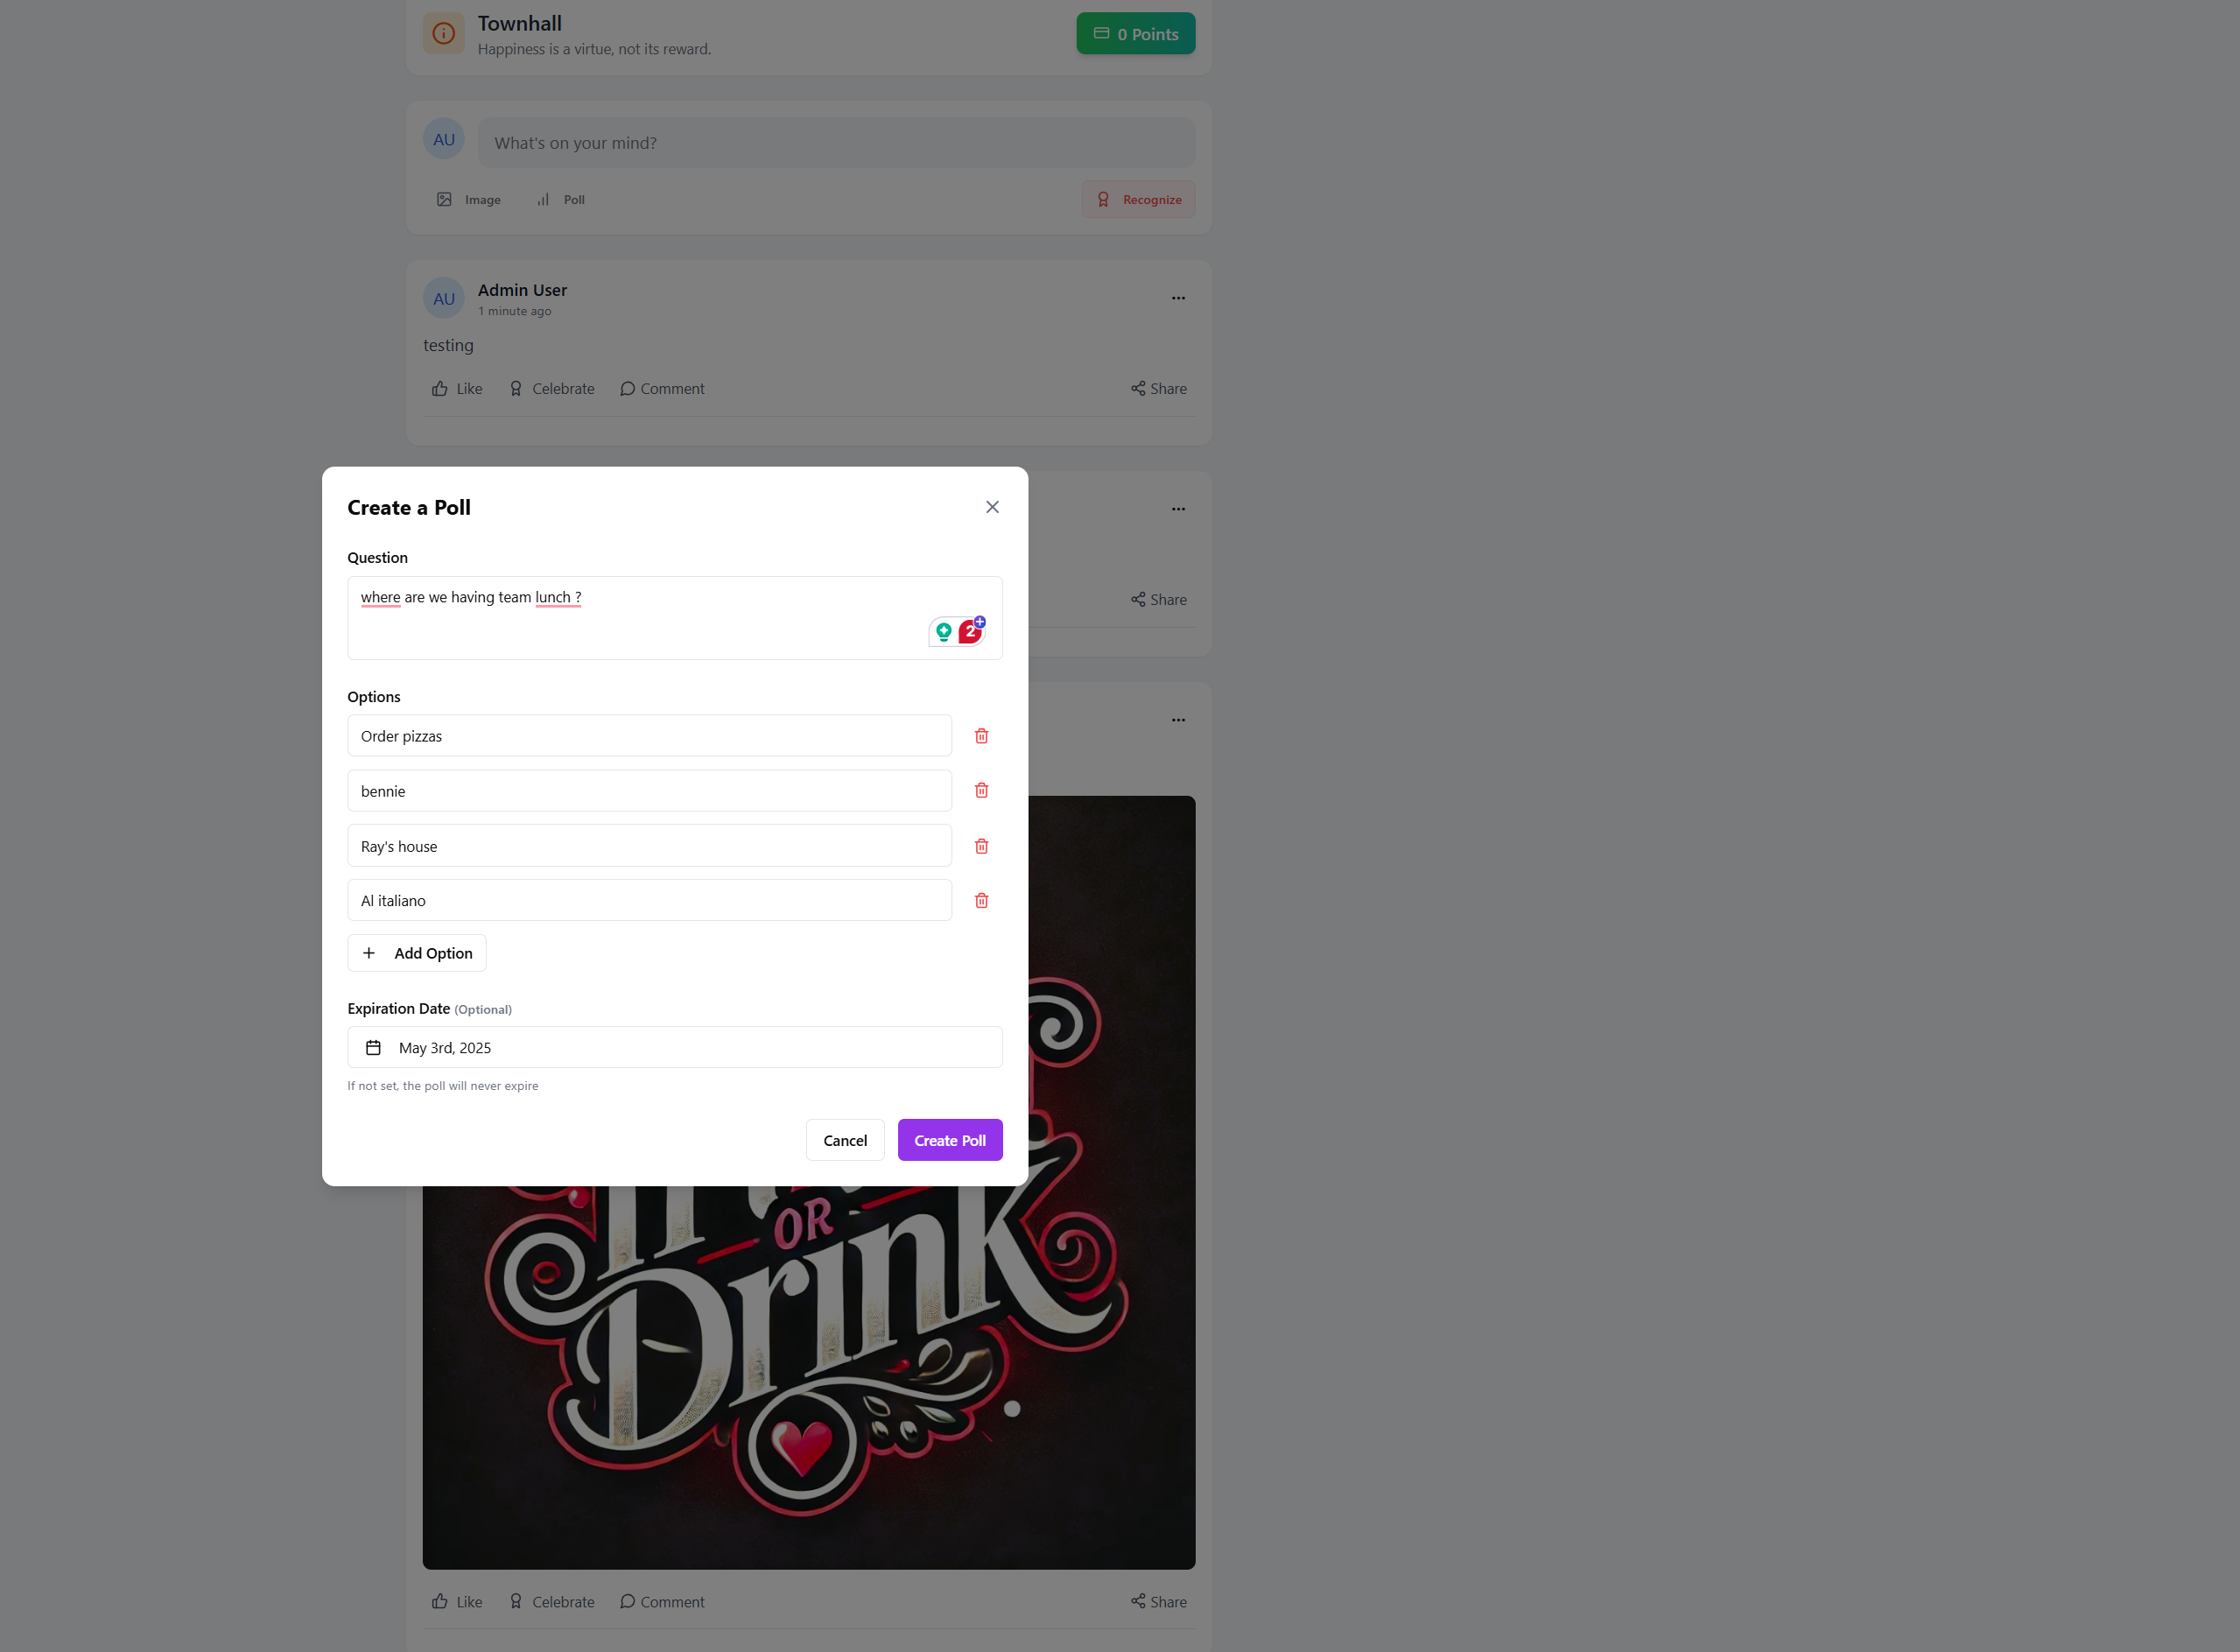 Townhall
Happiness is a virtue, not its reward.
0 Points
AU
What's on your mind?
Image
Poll
Recognize
AU
Admin User
1 minute ago
testing
Like
Celebrate
Comment
Share
Create a Poll
Question
where are we having team lunch ?
2
Options
Order pizzas
bennie
Ray's house
Al italiano
Add Option
Expiration Date (Optional)
May 3rd, 2025
If not set, the poll will never expire
Cancel
Create Poll
Share
OR
Drink
Like
Celebrate
Comment
Share